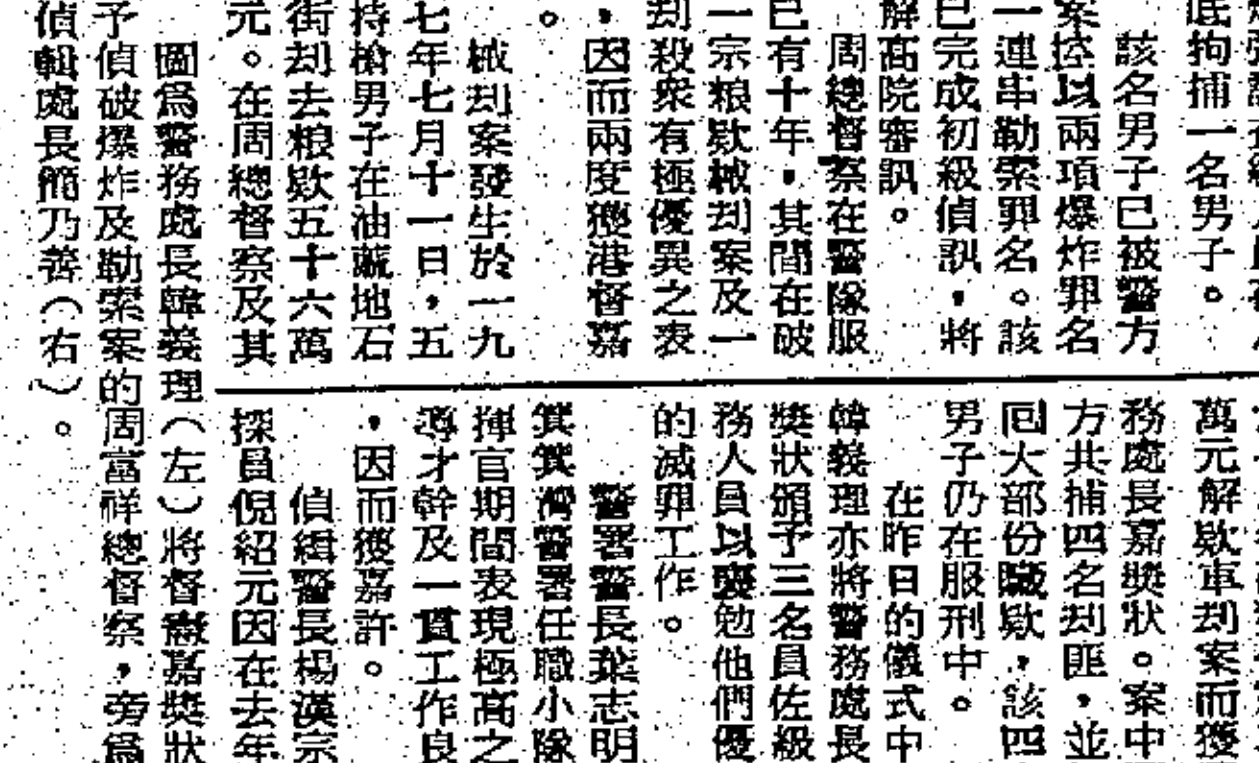 底拘捕一名男子。
該名男子已被警方
案控以兩項爆炸罪名
一連串勒索罪名。該
已完成初級偵訊，將
解高院審訊。
周總督察在警隊服
已有十年，其間在破
一宗粮欵械刦案及一
刦殺衆有極優異之表
，因而兩度獲港督嘉
。
械刦案發生於一九
七年七月十一日，五
持槍男子在油蔴地石
街刦去粮欵五十六萬
元。在周總督察及其
萬元解欵車刦案而獲
務處長嘉奬狀。案中
方共捕四名刦匪，並
囘大部份賍欵，該四
男子仍在服刑中。
在昨日的儀式中
韓義理亦將警務處長
奬狀頒予三名員佐級
務人員以褒勉他們優
的滅罪工作。
警署警長葉志明
箕箕灣警署任職小隊
揮官期間表現極高之
導才幹及一貫工作良
，因而獲嘉許。
偵緝警長楊漢宗
探員倪紹元因在去年
圖爲警務處長韓義理（左）將督憲嘉奬狀
予偵破爆炸及勒索案的周富祥總督察，旁爲
偵輯處長簡乃善（右）。